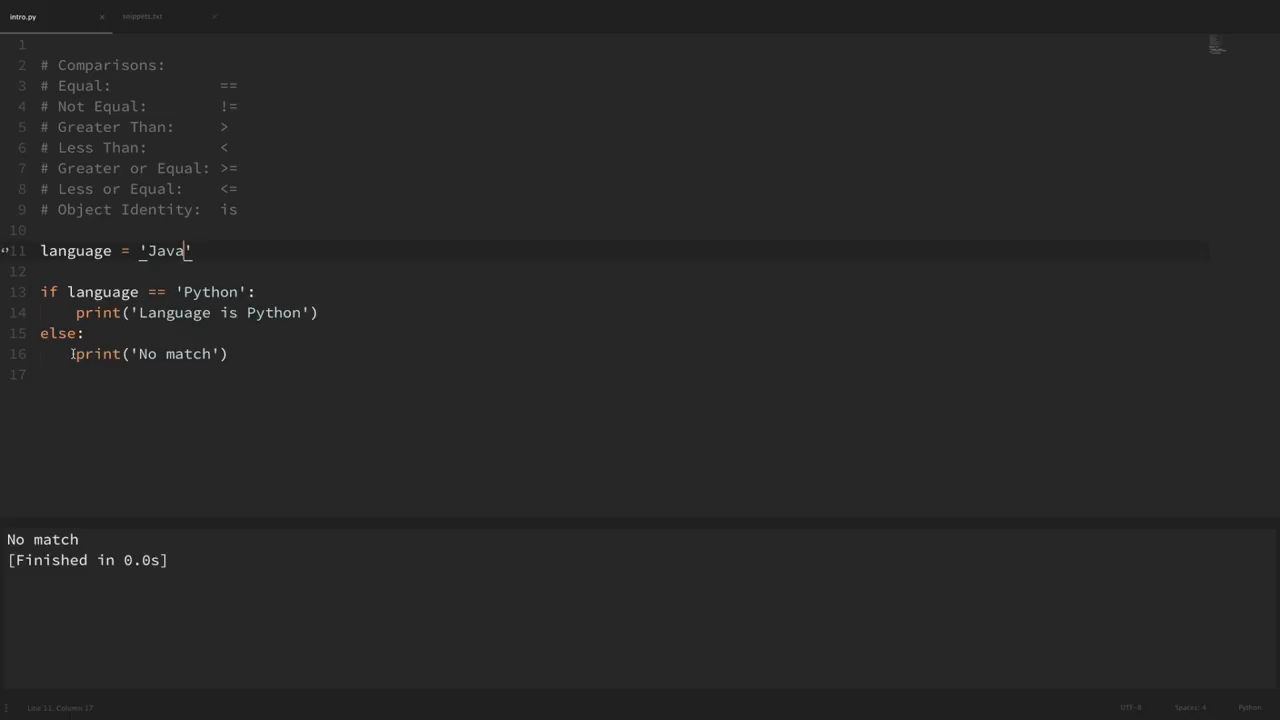 intro.py × snippets.txt ×
1
2 # Comparisons:
3 # Equal: ==
4 # Not Equal: !=
5 # Greater Than: >
6 # Less Than: <
7 # Greater or Equal: >=
8 # Less or Equal: <=
9 # Object Identity: is
10
11 language = 'Java'
12
13 if language == 'Python':
14 print('Language is Python')
15 else:
16 print('No match')
17
No match
[Finished in 0.0s]
Line 11, Column 17 UTF-8 Spaces: 4 Python